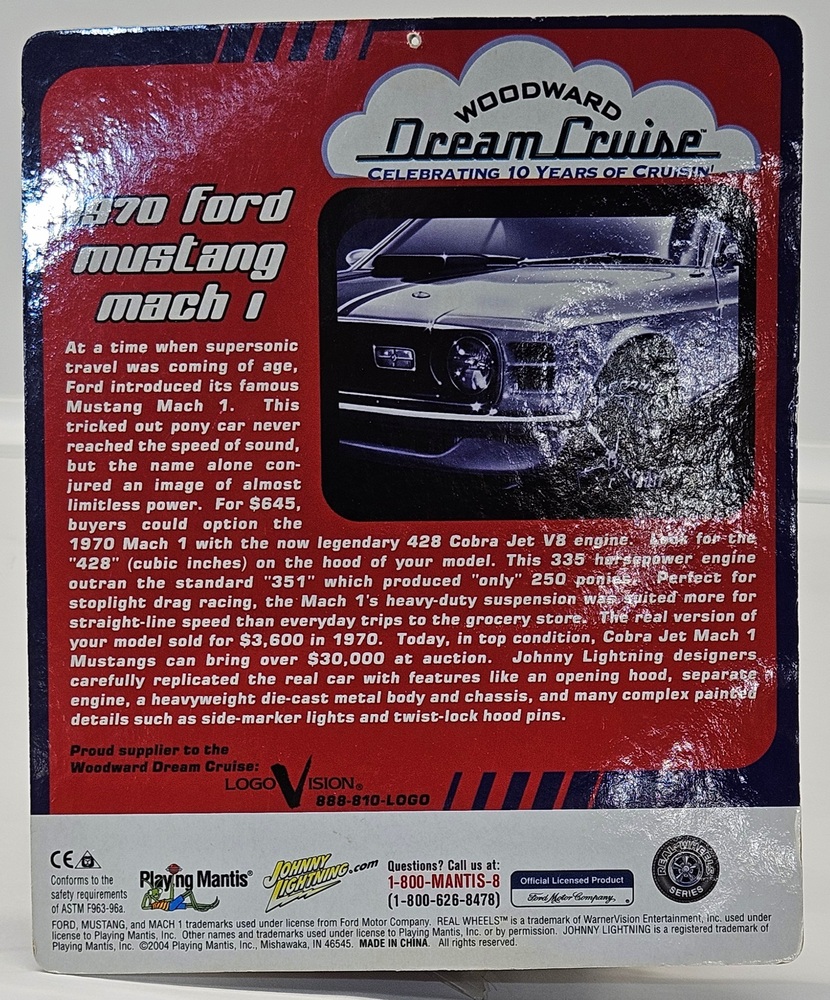 WOODWARD
Dream Cruise™
CELEBRATING 10 YEARS OF CRUISIN'
1970 Ford
mustang
mach 1
At a time when supersonic
travel was coming of age,
Ford introduced its famous
Mustang Mach 1. This
tricked out pony car never
reached the speed of sound,
but the name alone con-
jured an image of almost
limitless power. For $645,
buyers could option the
1970 Mach 1 with the now legendary 428 Cobra Jet V8 engine. Look for the
"428" (cubic inches) on the hood of your model. This 335 horsepower engine
outran the standard "351" which produced "only" 250 ponies. Perfect for
stoplight drag racing, the Mach 1's heavy-duty suspension was suited more for
straight-line speed than everyday trips to the grocery store. The real version of
your model sold for $3,600 in 1970. Today, in top condition, Cobra Jet Mach 1
Mustangs can bring over $30,000 at auction. Johnny Lightning designers
carefully replicated the real car with features like an opening hood, separate
engine, a heavyweight die-cast metal body and chassis, and many complex painted
details such as side-marker lights and twist-lock hood pins.
Proud supplier to the
Woodward Dream Cruise:
LOGOVISION®
888-810-LOGO
CE
Conforms to the
safety requirements
of ASTM F963-96a.
Playing Mantis®
JOHNNY
LIGHTNING.com
Questions? Call us at:
1-800-MANTIS-8
(1-800-626-8478)
Official Licensed Product
Ford Motor Company,
REAL WHEELS
SERIES
FORD, MUSTANG, and MACH 1 trademarks used under license from Ford Motor Company. REAL WHEELS™ is a trademark of WarnerVision Entertainment, Inc. used under
license to Playing Mantis, Inc. Other names and trademarks used under license to Playing Mantis, Inc. or by permission. JOHNNY LIGHTNING is a registered trademark of
Playing Mantis, Inc. ©2004 Playing Mantis, Inc., Mishawaka, IN 46545. MADE IN CHINA. All rights reserved.